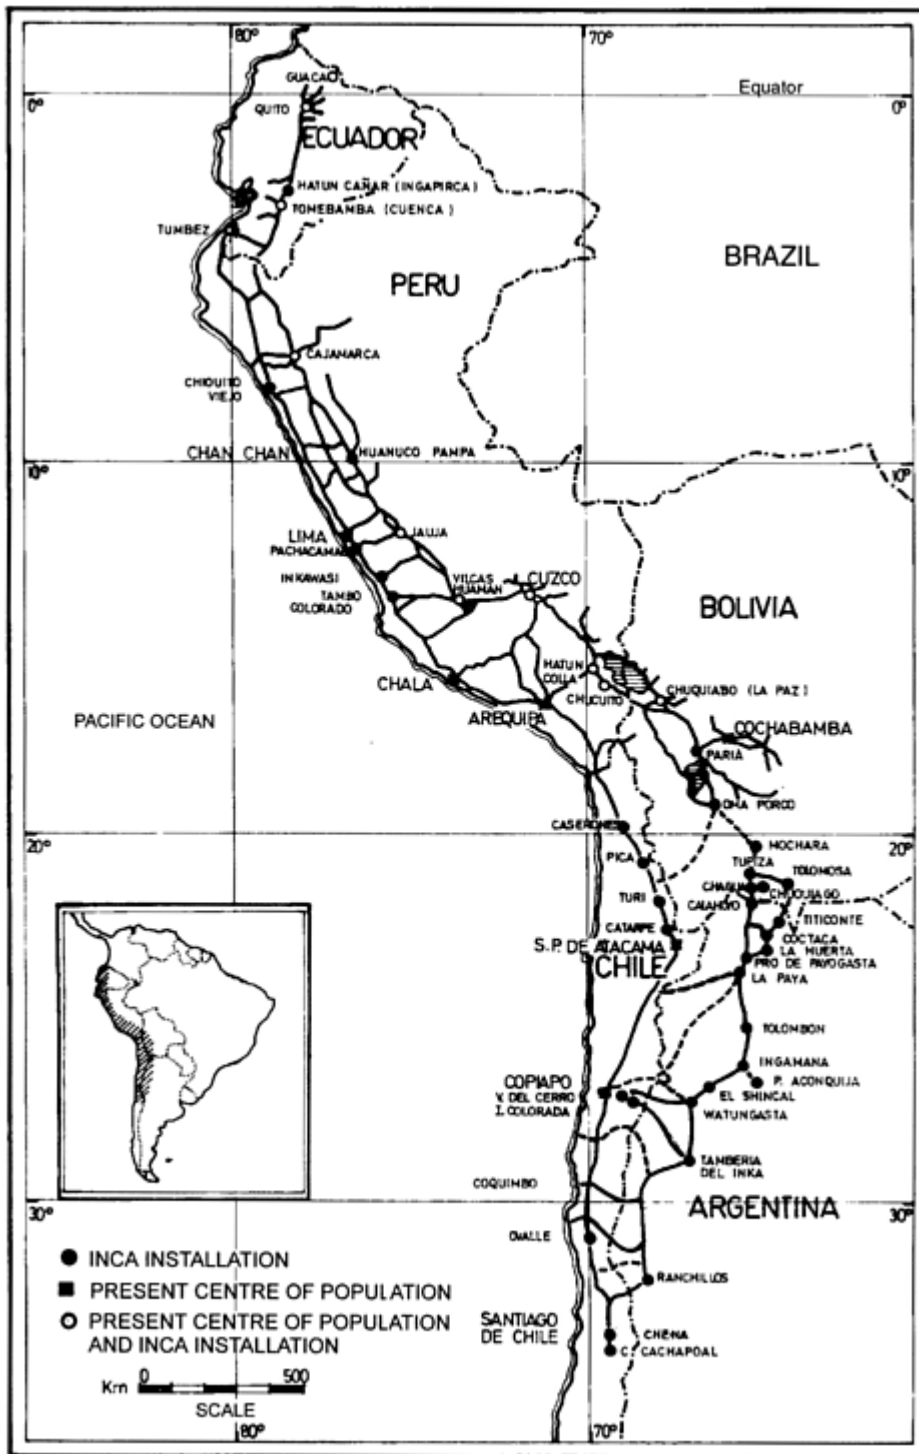 80°
70°
GUACAO
0°
Equator
0°
QUITO
ECUADOR
HATUN CAÑAR (INGAPIRCA)
TOMEBAMBA (CUENCA)
TUMBEZ
BRAZIL
PERU
CAJAMARCA
CHIQUITO
VIEJO
CHAN CHAN
HUANUCO PAMPA
10°
10°
LIMA
JAUJA
PACHACAMAC
INKAWASI
VILCAS
HUAMAN
CUZCO
TAMBO
COLORADO
BOLIVIA
HATUN
COLLA
CHALA
CHUCUITO
CHUQUIABO (LA PAZ)
PACIFIC OCEAN
AREQUIPA
COCHABAMBA
PARIA
OMA PORCO
CASERONES
20°
20°
MOCHARA
PICA
TUPIZA
TOLOMOSA
CHUQUIAGO
TURI
CALAHOYO
TITICONTE
CATARPE
COCTACA
S.P. DE ATACAMA
LA HUERTA
CHILE
PRO DE PAYOGASTA
LA PAYA
TOLOMBON
INGAMANA
COPIAPO
P. ACONQUIJA
V. DEL CERRO
EL SHINCAL
I. COLORADA
WATUNGASTA
TAMBERIA
DEL INKA
COQUIMBO
ARGENTINA
30°
30°
OVALLE
INCA INSTALLATION
RANCHILLOS
PRESENT CENTRE OF POPULATION
PRESENT CENTRE OF POPULATION
AND INCA INSTALLATION
SANTIAGO
DE CHILE
CHENA
C. CACHAPOAL
0 500
Km
SCALE
80°
70°